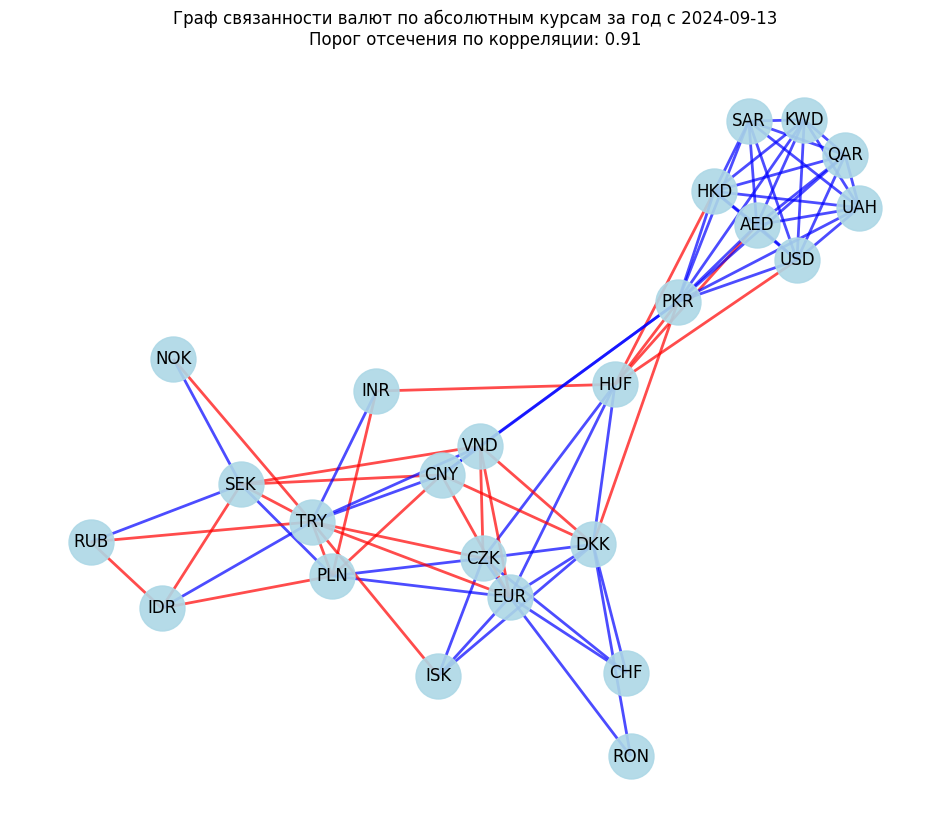 Граф связанности валют по абсолютным курсам за год с 2024-09-13
Порог отсечения по корреляции: 0.91
SAR
KWD
QAR
HKD
UAH
AED
USD
PKR
NOK
INR
HUF
VND
CNY
SEK
TRY
RUB
DKK
CZK
PLN
EUR
IDR
ISK
CHF
RON